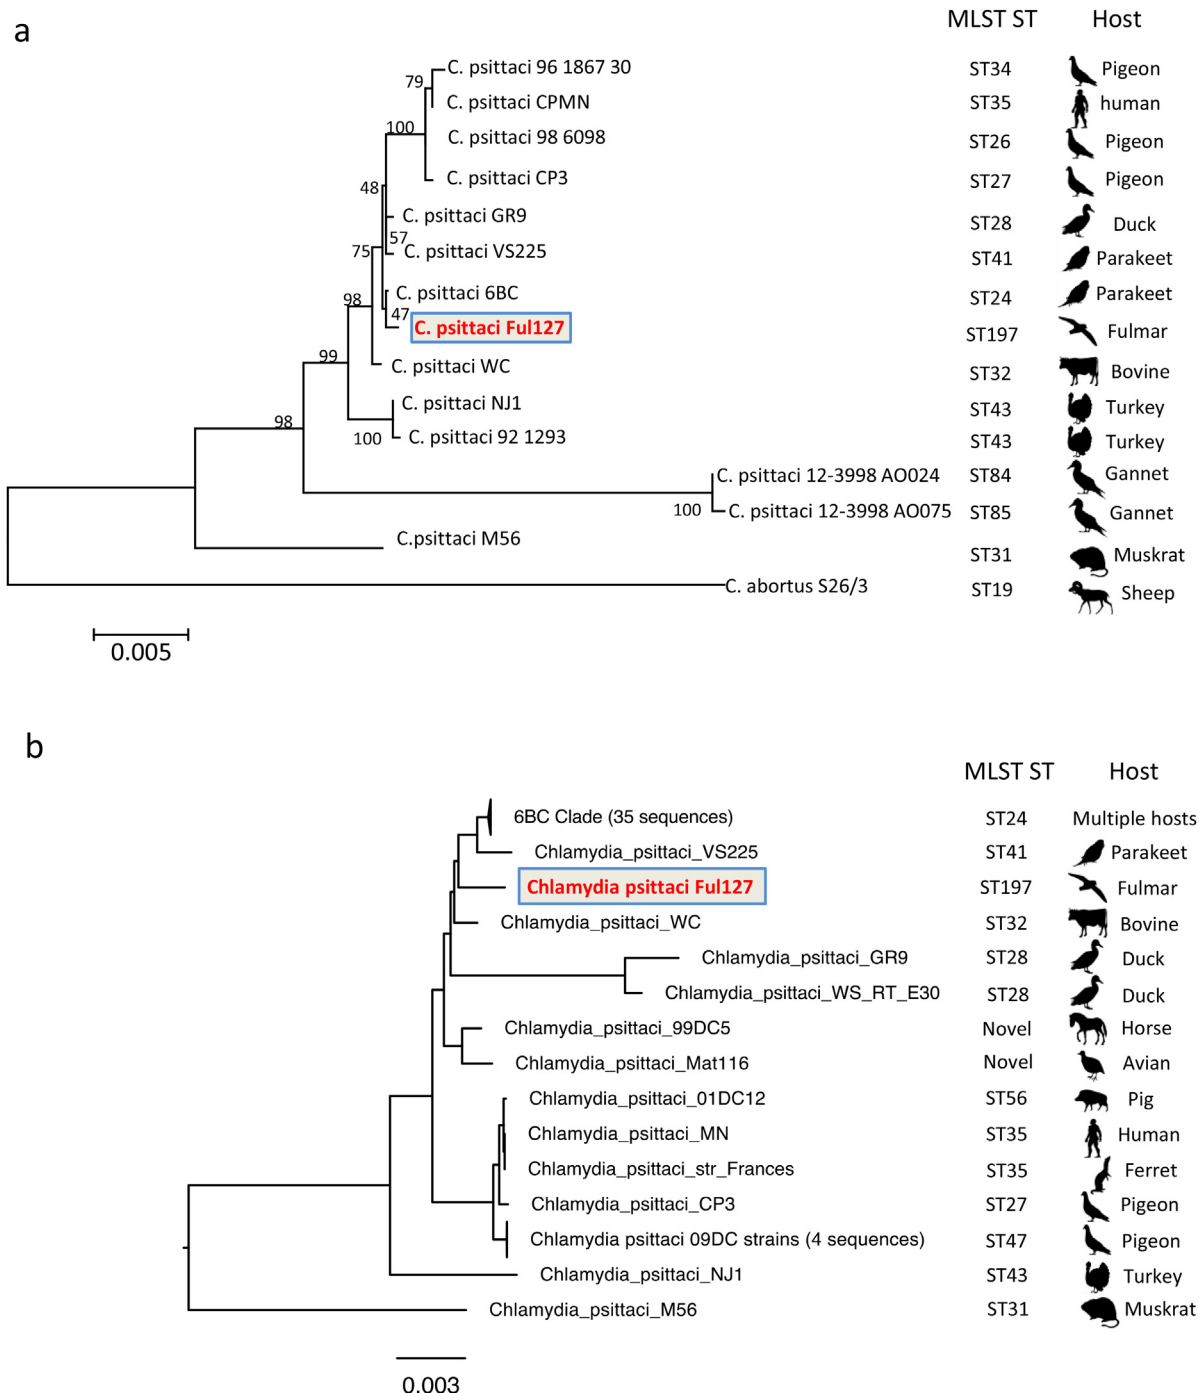 a
MLST ST Host
79 C. psittaci 96 1867 30 ST34 Pigeon
C. psittaci CPMN ST35 human
100 C. psittaci 98 6098 ST26 Pigeon
C. psittaci CP3 ST27 Pigeon
48 C. psittaci GR9 ST28 Duck
57 C. psittaci VS225 ST41 Parakeet
75
C. psittaci 6BC ST24 Parakeet
98 47 C. psittaci Ful127 ST197 Fulmar
99 C. psittaci WC ST32 Bovine
C. psittaci NJ1 ST43 Turkey
98 100 C. psittaci 92 1293 ST43 Turkey
C. psittaci 12-3998 AO024 ST84 Gannet
100 C. psittaci 12-3998 AO075 ST85 Gannet
C.psittaci M56 ST31 Muskrat
C. abortus S26/3 ST19 Sheep
0.005
b
MLST ST Host
6BC Clade (35 sequences) ST24 Multiple hosts
Chlamydia_psittaci_VS225 ST41 Parakeet
Chlamydia psittaci Ful127 ST197 Fulmar
Chlamydia_psittaci_WC ST32 Bovine
Chlamydia_psittaci_GR9 ST28 Duck
Chlamydia_psittaci_WS_RT_E30 ST28 Duck
Chlamydia_psittaci_99DC5 Novel Horse
Chlamydia_psittaci_Mat116 Novel Avian
Chlamydia_psittaci_01DC12 ST56 Pig
Chlamydia_psittaci_MN ST35 Human
Chlamydia_psittaci_str_Frances ST35 Ferret
Chlamydia_psittaci_CP3 ST27 Pigeon
Chlamydia psittaci 09DC strains (4 sequences) ST47 Pigeon
Chlamydia_psittaci_NJ1 ST43 Turkey
Chlamydia_psittaci_M56 ST31 Muskrat
0.003